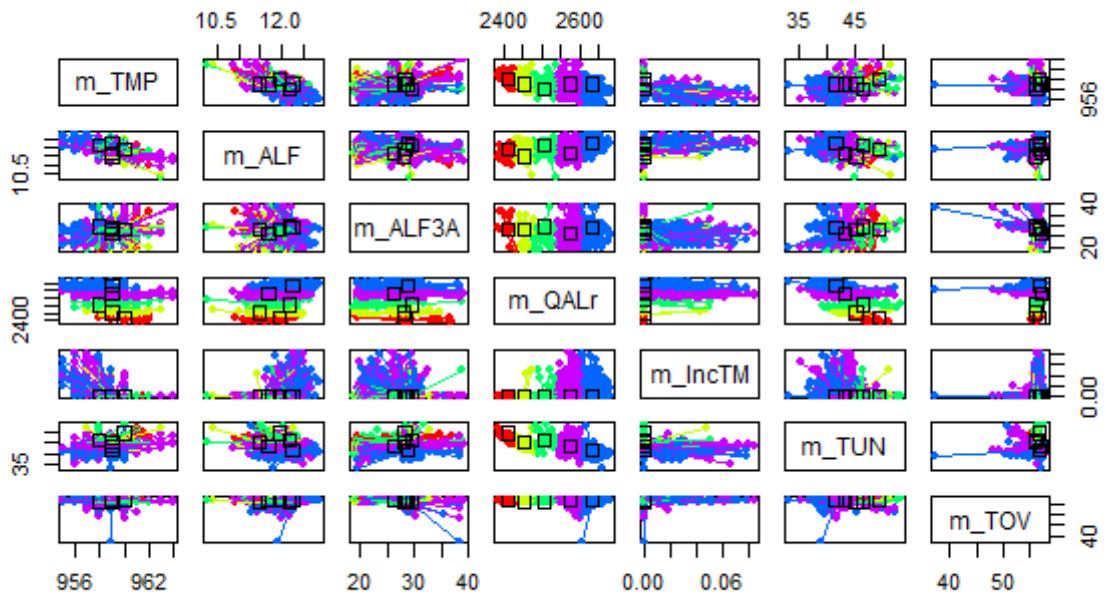 10.5 12.0 2400 2600 35 45
m_TMP 956
10.5 m_ALF
m_ALF3A 20 40
2400 m_QALr
m_IncTM 0.00
35 m_TUN
m_TOV 40
956 962 20 30 40 0.00 0.06 40 50